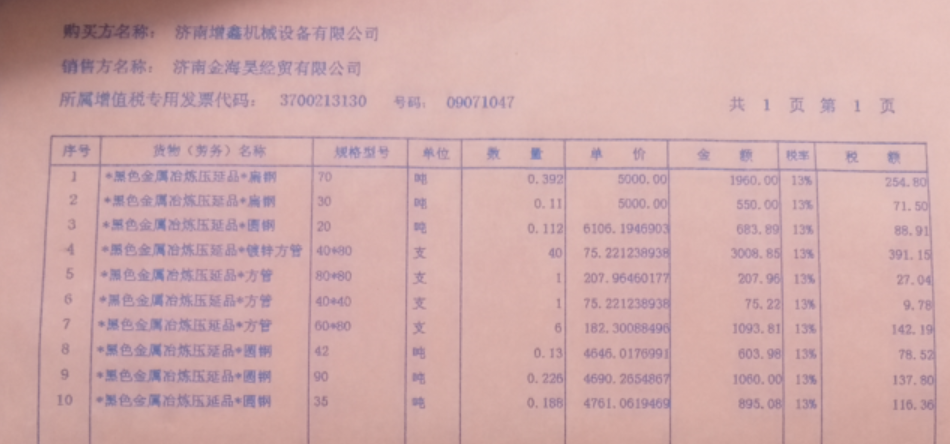 购买方名称： 济南增鑫机械设备有限公司
销售方名称： 济南金海昊经贸有限公司
所属增值税专用发票代码： 3700213130 号码： 09071047 共 1 页 第 1 页
序号 货物（劳务）名称 规格型号 单位 数 量 单 价 金 额 税率 税 额
1 *黑色金属冶炼压延品*扁钢 70 吨 0.392 5000.00 1960.00 13% 254.80
2 *黑色金属冶炼压延品*扁钢 30 吨 0.11 5000.00 550.00 13% 71.50
3 *黑色金属冶炼压延品*圆钢 20 吨 0.112 6106.1946903 683.89 13% 88.91
4 *黑色金属冶炼压延品*镀锌方管 40*80 支 40 75.221238938 3008.85 13% 391.15
5 *黑色金属冶炼压延品*方管 80*80 支 1 207.96460177 207.96 13% 27.04
6 *黑色金属冶炼压延品*方管 40*40 支 1 75.221238938 75.22 13% 9.78
7 *黑色金属冶炼压延品*方管 60*80 支 6 182.30088496 1093.81 13% 142.19
8 *黑色金属冶炼压延品*圆钢 42 吨 0.13 4646.0176991 603.98 13% 78.52
9 *黑色金属冶炼压延品*圆钢 90 吨 0.226 4690.2654867 1060.00 13% 137.80
10 *黑色金属冶炼压延品*圆钢 35 吨 0.188 4761.0619469 895.08 13% 116.36